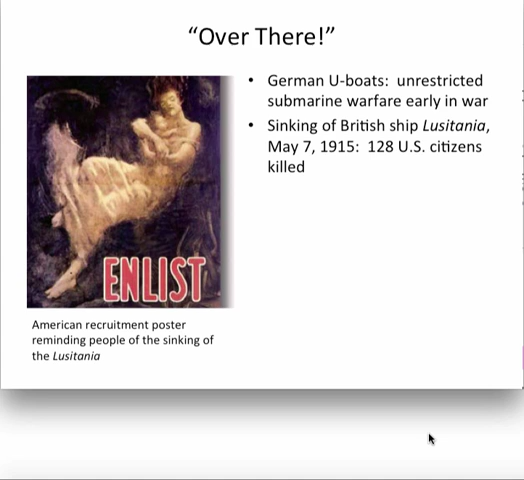 “Over There!”
• German U-boats:  unrestricted
submarine warfare early in war
• Sinking of British ship Lusitania,
May 7, 1915:  128 U.S. citizens
killed
ENLIST
American recruitment poster
reminding people of the sinking of
the Lusitania